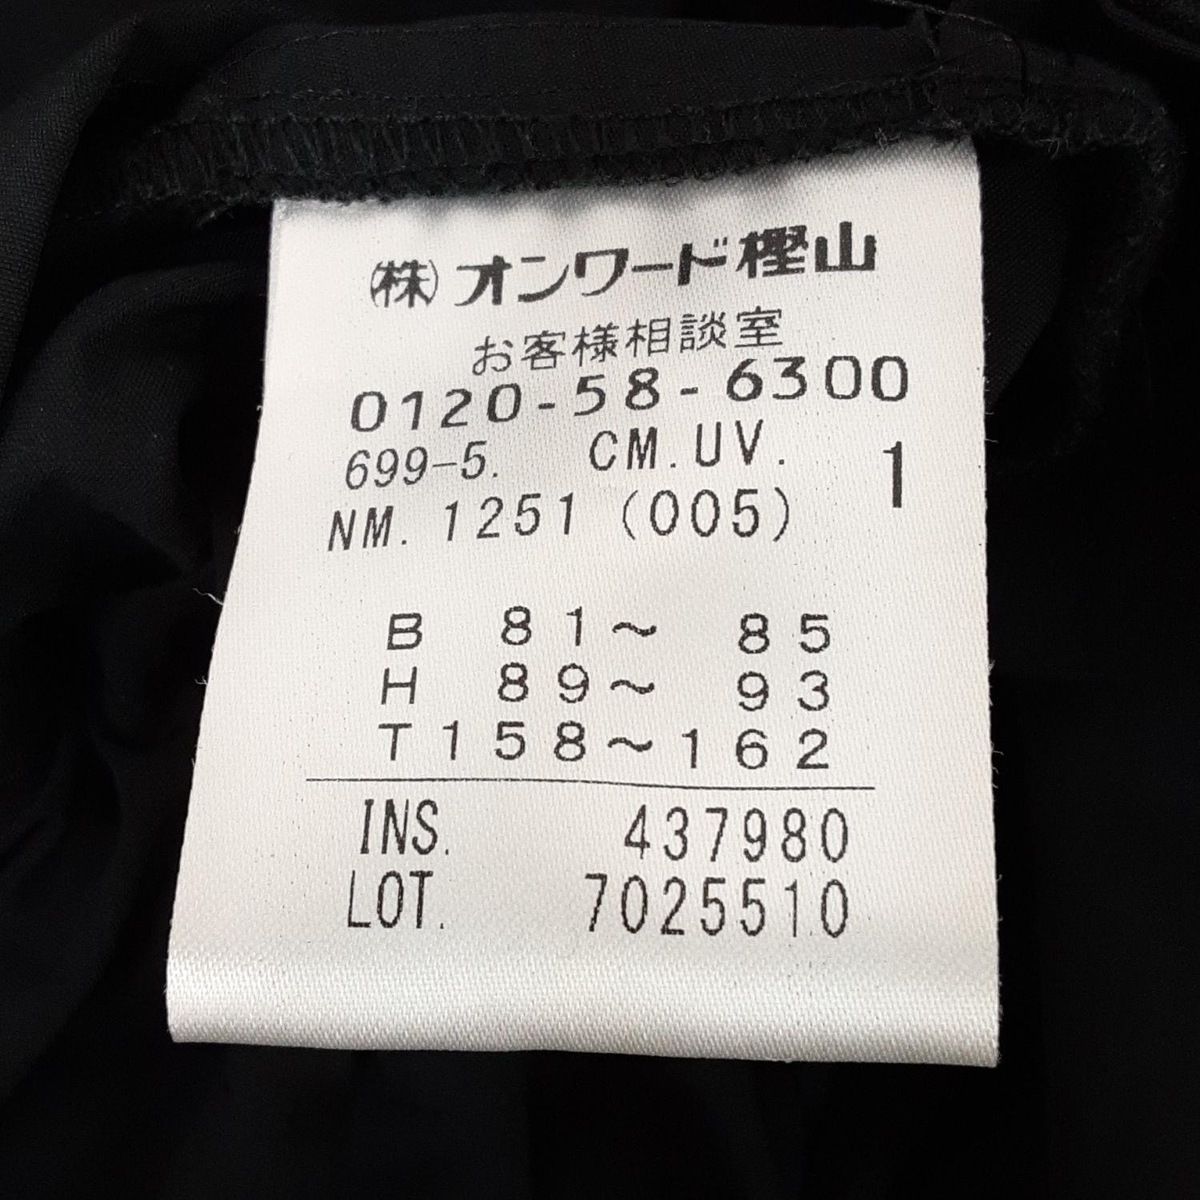 ㈱オンワード樫山
お客様相談室
0120-58-6300
699-5. CM.UV. 1
NM. 1251 (005)
B 81〜 85
H 89〜 93
T158〜162
INS. 437980
LOT. 7025510